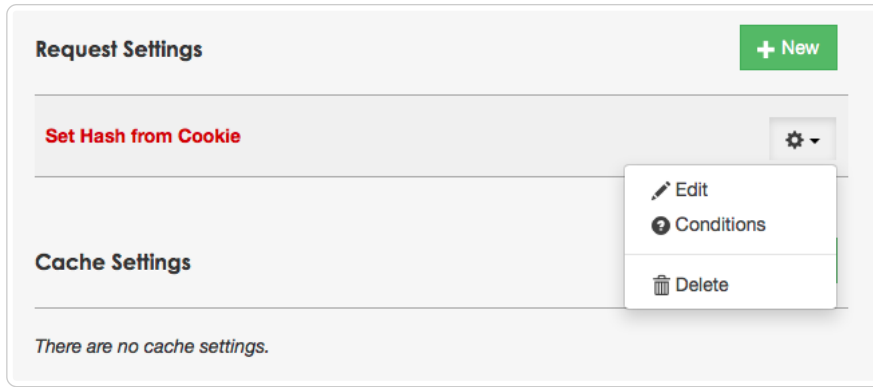 Request Settings
New
Set Hash from Cookie
Edit
Conditions
Cache Settings
Delete
There are no cache settings.